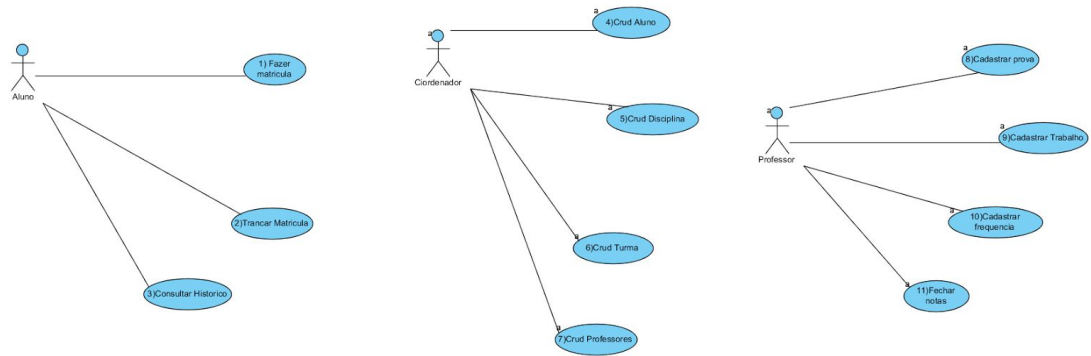 Aluno
1) Fazer
matricula
2)Trancar Matricula
3)Consultar Historico
a
Ciordenador
a
4)Crud Aluno
a
5)Crud Disciplina
a
6)Crud Turma
a
7)Crud Professores
a
Professor
a
8)Cadastrar prova
a
9)Cadastrar Trabalho
a
10)Cadastrar
frequencia
a
11)Fechar
notas